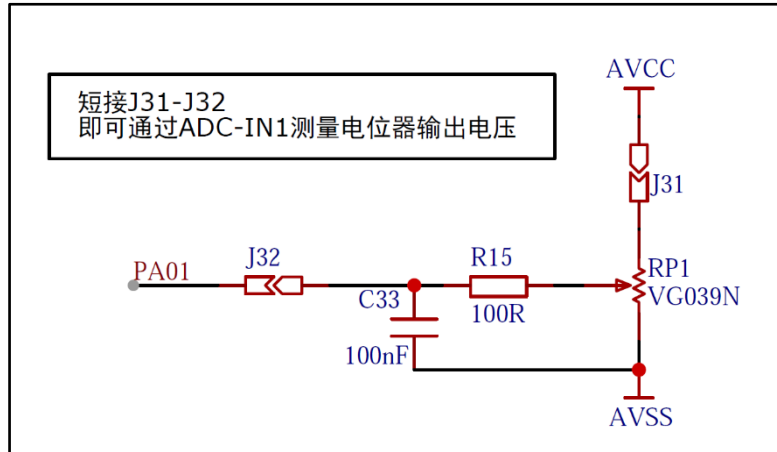 AVCC
短接J31-J32
即可通过ADC-IN1测量电位器输出电压
J31
PA01
J32
R15
RP1
VG039N
C33
100R
100nF
AVSS